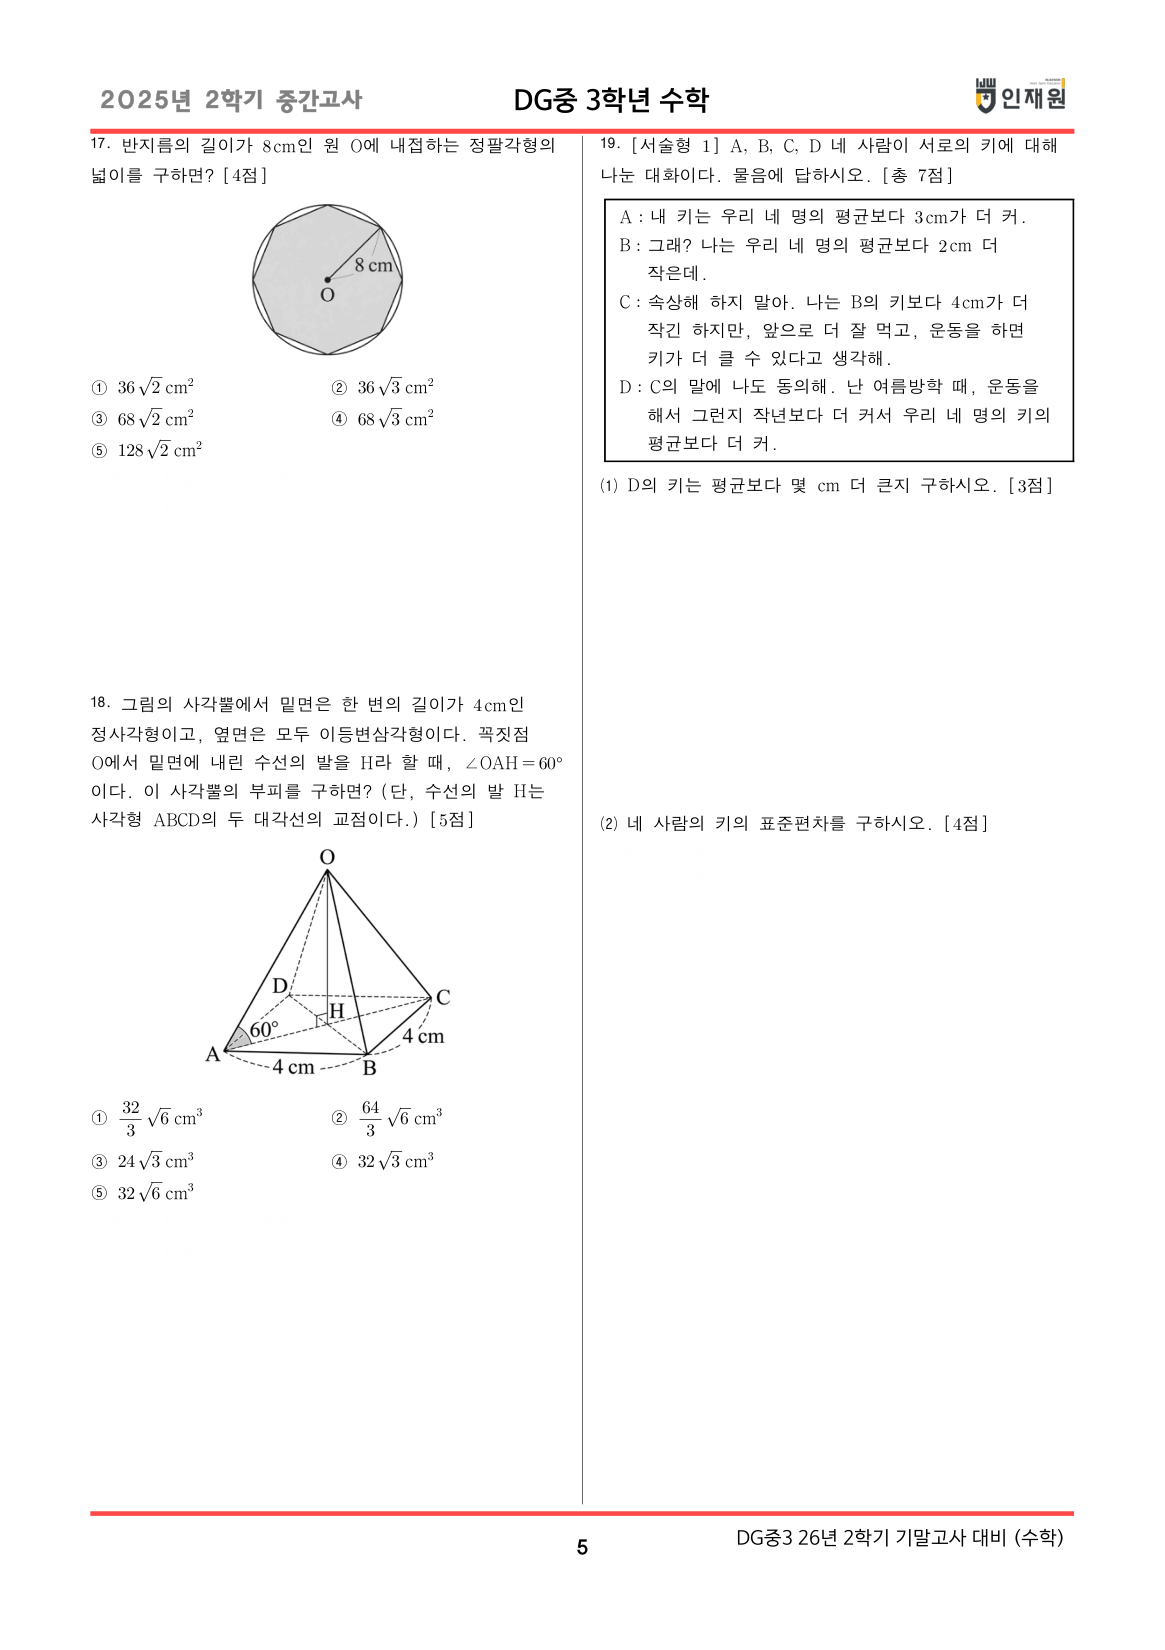 2025년 2학기 중간고사
DG중 3학년 수학
IJW 인재원
17. 반지름의 길이가 8cm인 원 O에 내접하는 정팔각형의
넓이를 구하면? [4점]
8 cm
O
① 36√2 cm²
② 36√3 cm²
③ 68√2 cm²
④ 68√3 cm²
⑤ 128√2 cm²
18. 그림의 사각뿔에서 밑면은 한 변의 길이가 4cm인
정사각형이고, 옆면은 모두 이등변삼각형이다. 꼭짓점
O에서 밑면에 내린 수선의 발을 H라 할 때, ∠OAH=60°
이다. 이 사각뿔의 부피를 구하면? (단, 수선의 발 H는
사각형 ABCD의 두 대각선의 교점이다.) [5점]
O
D
C
H
60°
4 cm
A
4 cm
B
① 32/3 √6 cm³
② 64/3 √6 cm³
③ 24√3 cm³
④ 32√3 cm³
⑤ 32√6 cm³
19. [서술형 1] A, B, C, D 네 사람이 서로의 키에 대해
나눈 대화이다. 물음에 답하시오. [총 7점]
A : 내 키는 우리 네 명의 평균보다 3cm가 더 커.
B : 그래? 나는 우리 네 명의 평균보다 2cm 더
작은데.
C : 속상해 하지 말아. 나는 B의 키보다 4cm가 더
작긴 하지만, 앞으로 더 잘 먹고, 운동을 하면
키가 더 클 수 있다고 생각해.
D : C의 말에 나도 동의해. 난 여름방학 때, 운동을
해서 그런지 작년보다 더 커서 우리 네 명의 키의
평균보다 더 커.
(1) D의 키는 평균보다 몇 cm 더 큰지 구하시오. [3점]
(2) 네 사람의 키의 표준편차를 구하시오. [4점]
5
DG중3 26년 2학기 기말고사 대비 (수학)